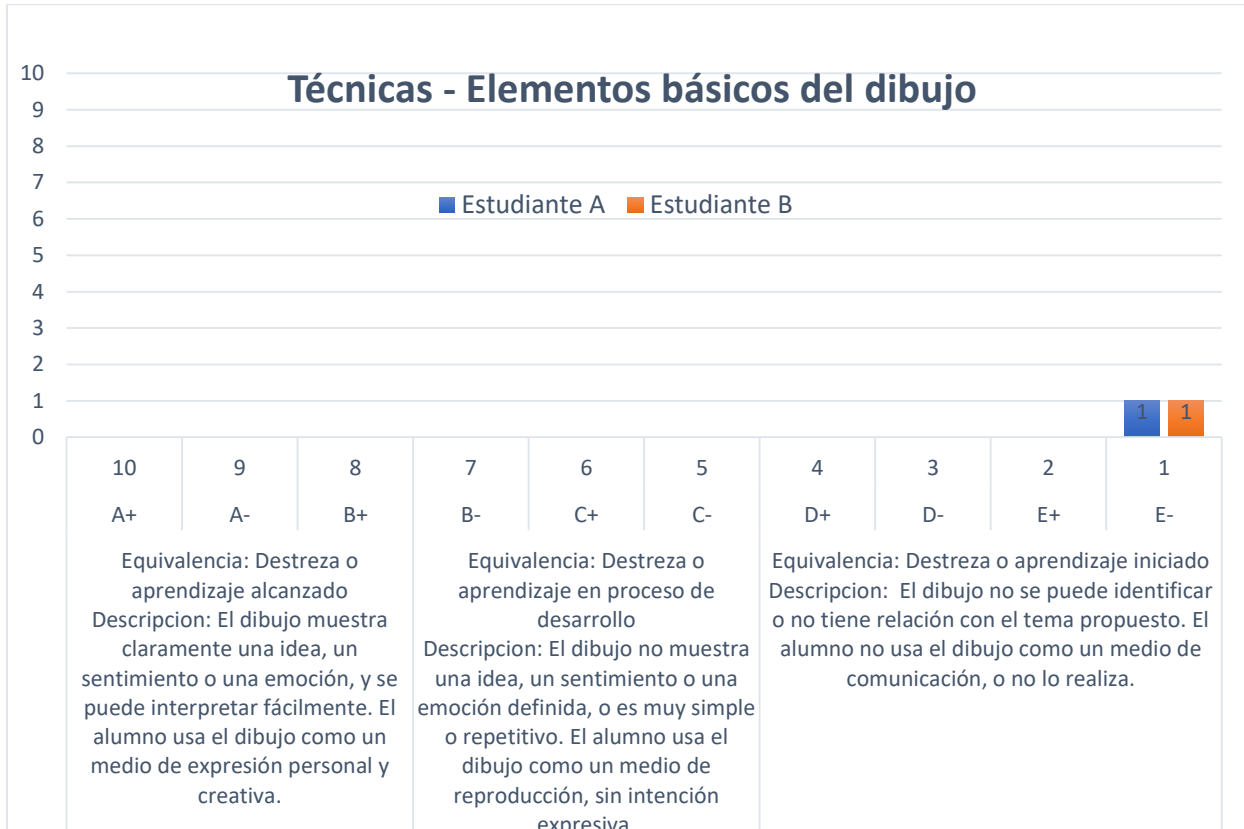 Técnicas - Elementos básicos del dibujo
Estudiante A Estudiante B
10
9
8
7
6
5
4
3
2
1
0
1 1
10 9 8 7 6 5 4 3 2 1
A+ A- B+ B- C+ C- D+ D- E+ E-
Equivalencia: Destreza o
aprendizaje alcanzado
Descripcion: El dibujo muestra
claramente una idea, un
sentimiento o una emoción, y se
puede interpretar fácilmente. El
alumno usa el dibujo como un
medio de expresión personal y
creativa.
Equivalencia: Destreza o
aprendizaje en proceso de
desarrollo
Descripcion: El dibujo no muestra
una idea, un sentimiento o una
emoción definida, o es muy simple
o repetitivo. El alumno usa el
dibujo como un medio de
reproducción, sin intención
expresiva
Equivalencia: Destreza o aprendizaje iniciado
Descripcion: El dibujo no se puede identificar
o no tiene relación con el tema propuesto. El
alumno no usa el dibujo como un medio de
comunicación, o no lo realiza.